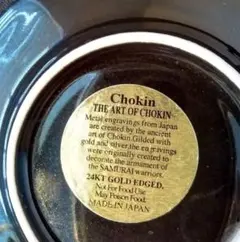 Chokin
THE ART OF CHOKIN
Metal engravings from Japan
are created by the ancient
art of Chokin. Gilded with
gold and silver, the engravings
were originally created to
decorate the armament of
the SAMURAI warriors.
24KT GOLD EDGED,
Not For Food Use
May Poison Food.
MADE IN JAPAN